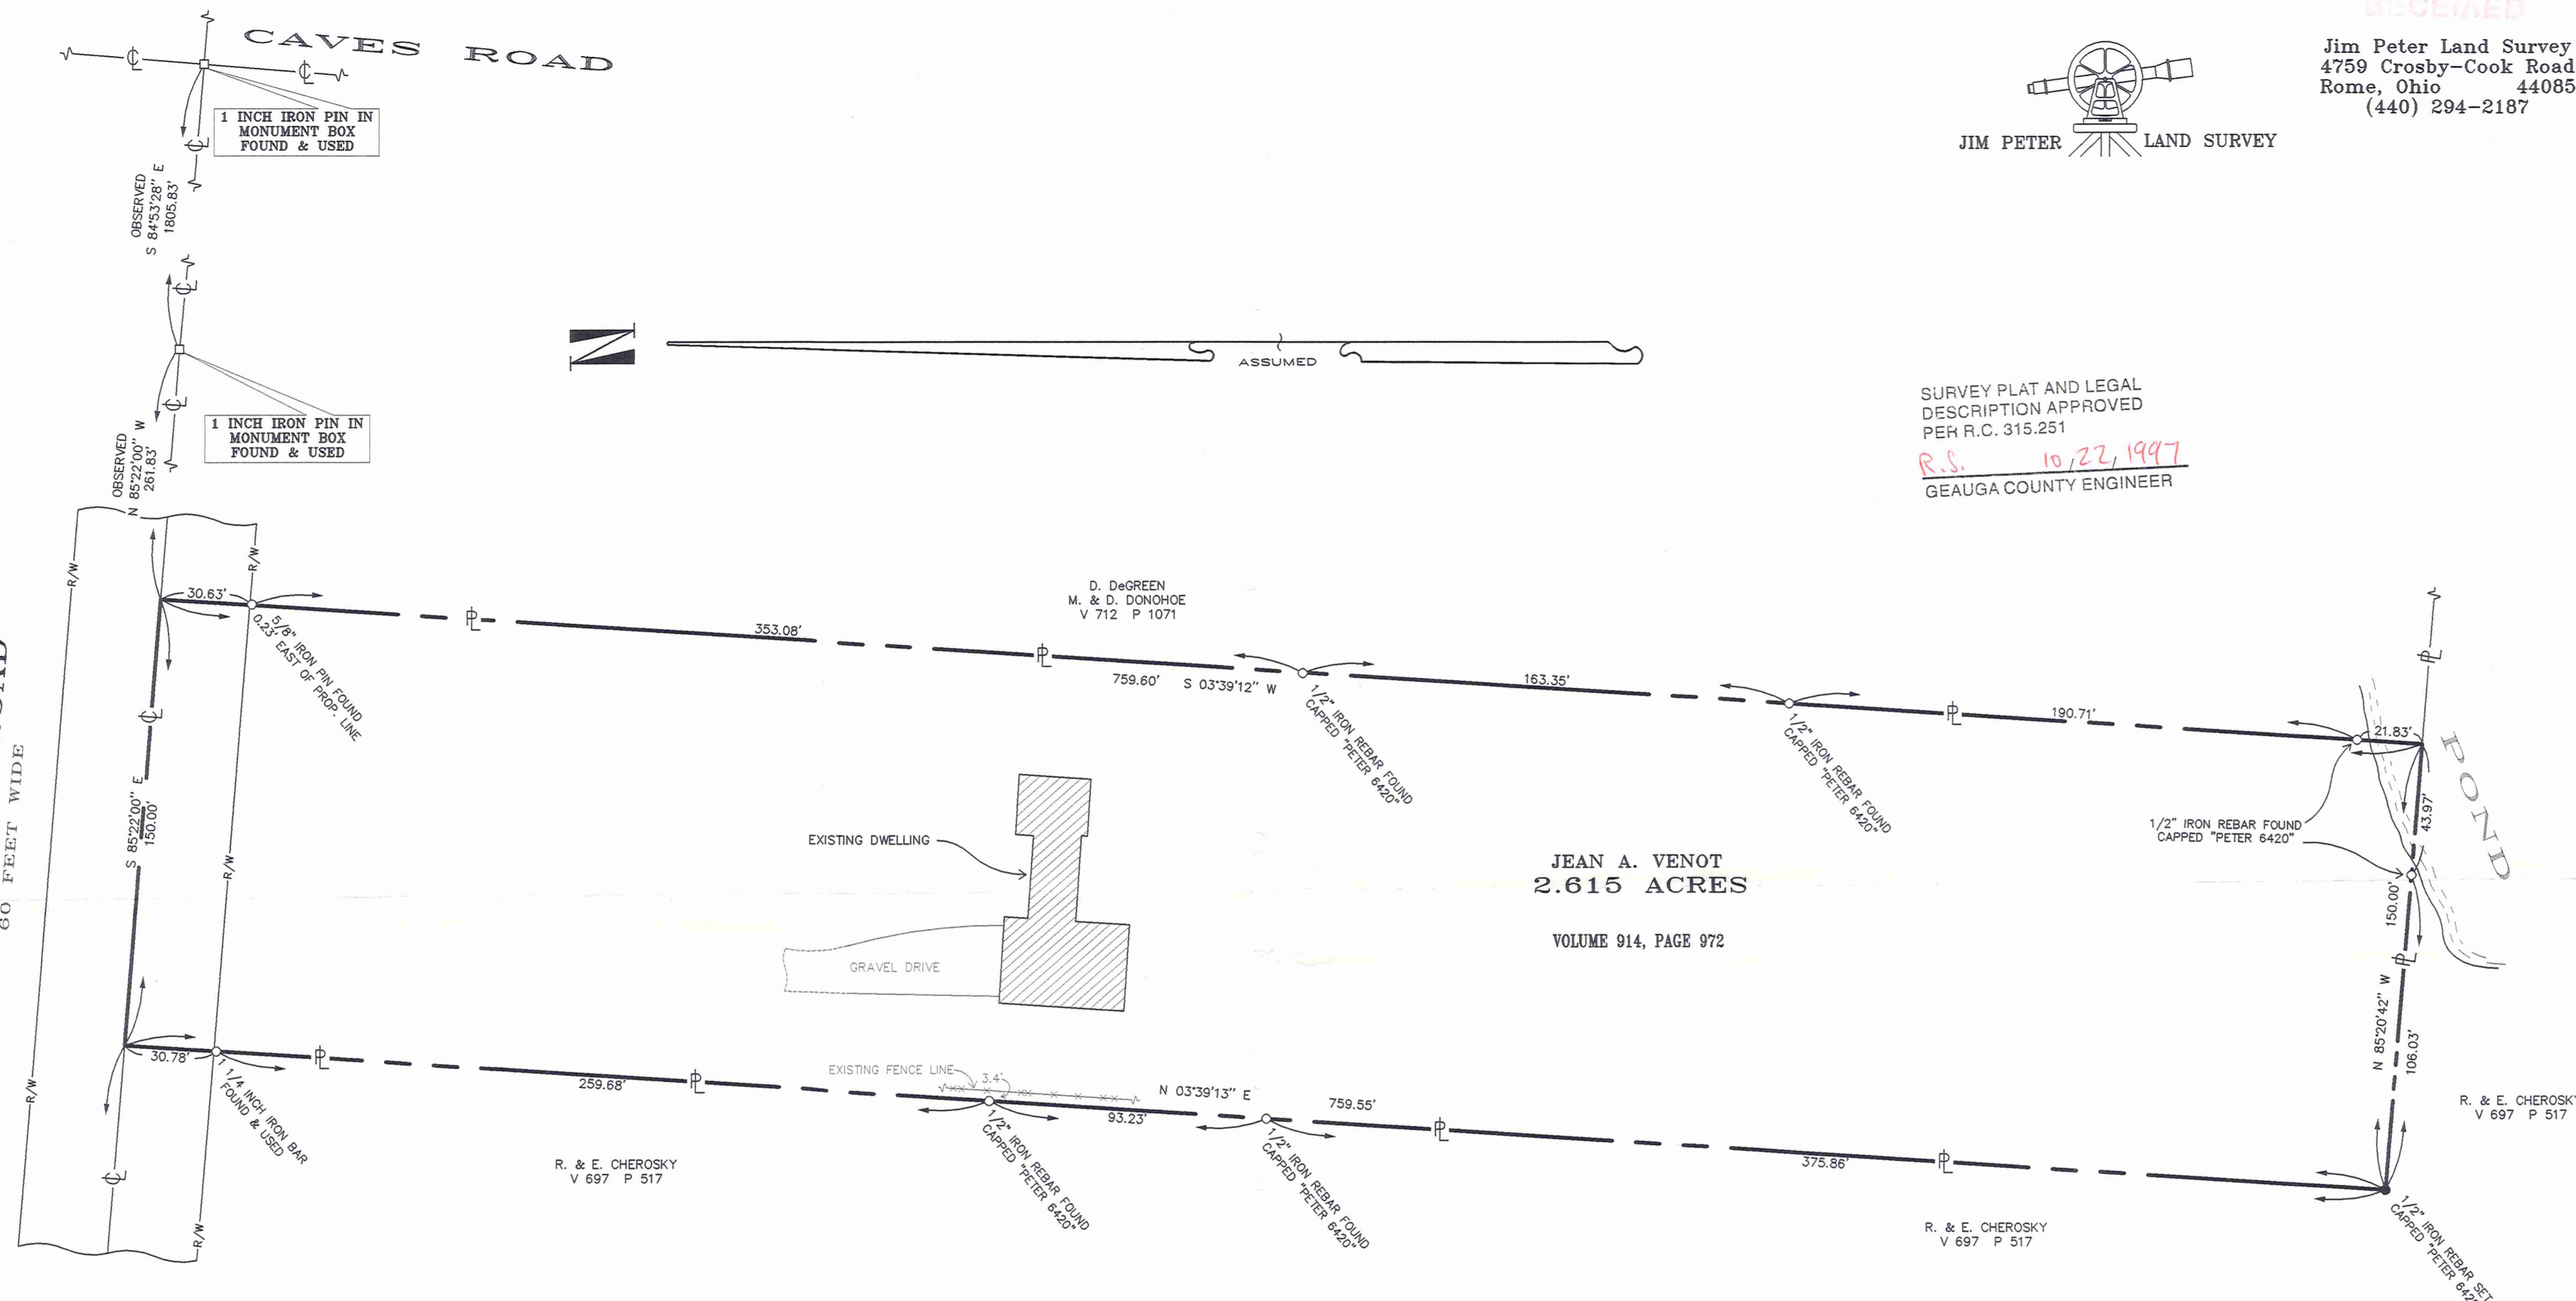 CAVES ROAD
1 INCH IRON PIN IN
MONUMENT BOX
FOUND & USED
OBSERVED
S 84°53'28" E
1805.83'
1 INCH IRON PIN IN
MONUMENT BOX
FOUND & USED
OBSERVED
N 85°22'00" W
261.83'
RECEIVED
Jim Peter Land Survey
4759 Crosby-Cook Road
Rome, Ohio 44085
(440) 294-2187
JIM PETER LAND SURVEY
N
ASSUMED
SURVEY PLAT AND LEGAL
DESCRIPTION APPROVED
PER R.C. 315.251
R.S. 10,22,1997
GEAUGA COUNTY ENGINEER
60 FEET WIDE
R/W
R/W
R/W
R/W
R/W
S 85°22'00" E
150.00'
30.63'
5/8" IRON PIN FOUND
0.23' EAST OF PROP. LINE
353.08'
D. DeGREEN
M. & D. DONOHOE
V 712 P 1071
759.60' S 03°39'12" W
1/2" IRON REBAR FOUND
CAPPED "PETER 6420"
163.35'
1/2" IRON REBAR FOUND
CAPPED "PETER 6420"
190.71'
21.83'
POND
43.97'
1/2" IRON REBAR FOUND
CAPPED "PETER 6420"
150.00'
N 85°20'42" W
106.03'
EXISTING DWELLING
GRAVEL DRIVE
JEAN A. VENOT
2.615 ACRES
VOLUME 914, PAGE 972
30.78'
1 1/4 INCH IRON BAR
FOUND & USED
259.68'
EXISTING FENCE LINE
3.4'
93.23'
N 03°39'13" E
759.55'
1/2" IRON REBAR FOUND
CAPPED "PETER 6420"
1/2" IRON REBAR FOUND
CAPPED "PETER 6420"
375.86'
R. & E. CHEROSKY
V 697 P 517
R. & E. CHEROSKY
V 697 P 517
R. & E. CHEROSKY
V 697 P 517
1/2" IRON REBAR SET
CAPPED "PETER 6420